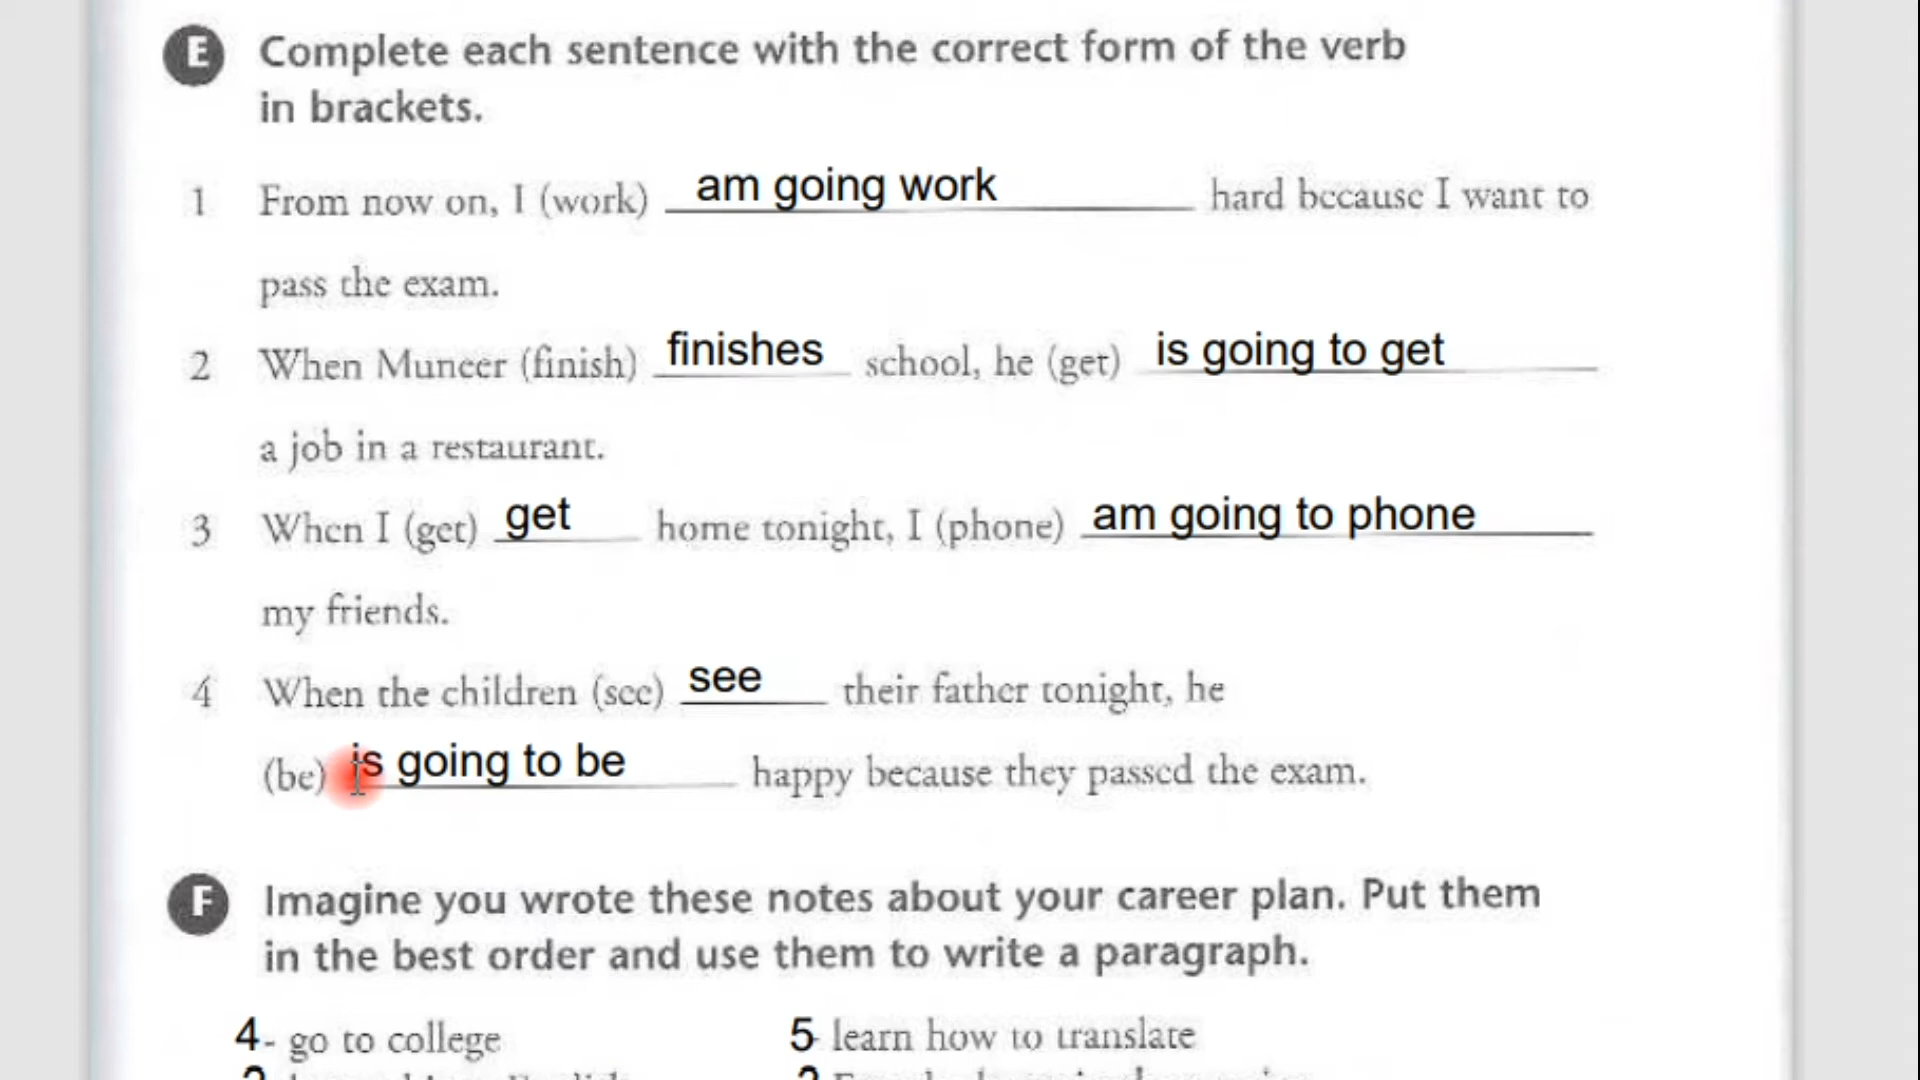 E Complete each sentence with the correct form of the verb
in brackets.
1 From now on, I (work) am going work hard because I want to
pass the exam.
2 When Muneer (finish) finishes school, he (get) is going to get
a job in a restaurant.
3 When I (get) get home tonight, I (phone) am going to phone
my friends.
4 When the children (see) see their father tonight, he
(be) is going to be happy because they passed the exam.
F Imagine you wrote these notes about your career plan. Put them
in the best order and use them to write a paragraph.
4- go to college 5 learn how to translate